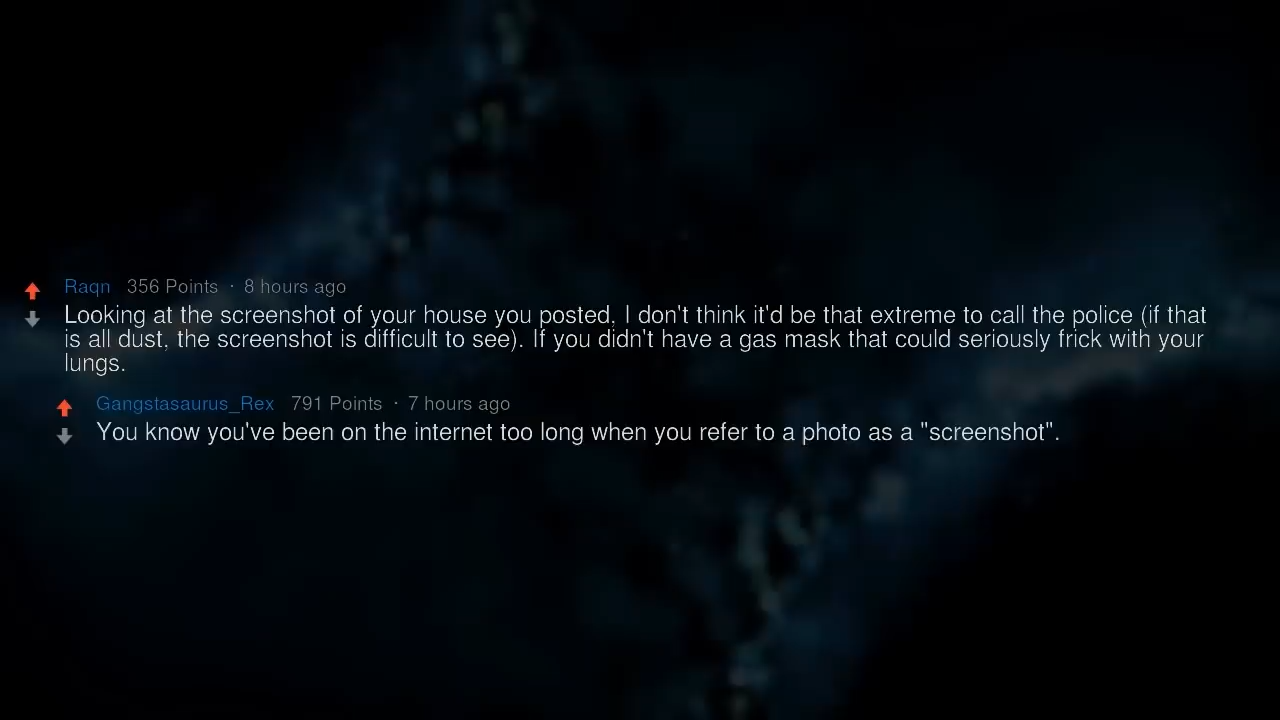 Raqn 356 Points · 8 hours ago
Looking at the screenshot of your house you posted, I don't think it'd be that extreme to call the police (if that
is all dust, the screenshot is difficult to see). If you didn't have a gas mask that could seriously frick with your
lungs.
Gangstasaurus_Rex 791 Points · 7 hours ago
You know you've been on the internet too long when you refer to a photo as a "screenshot".